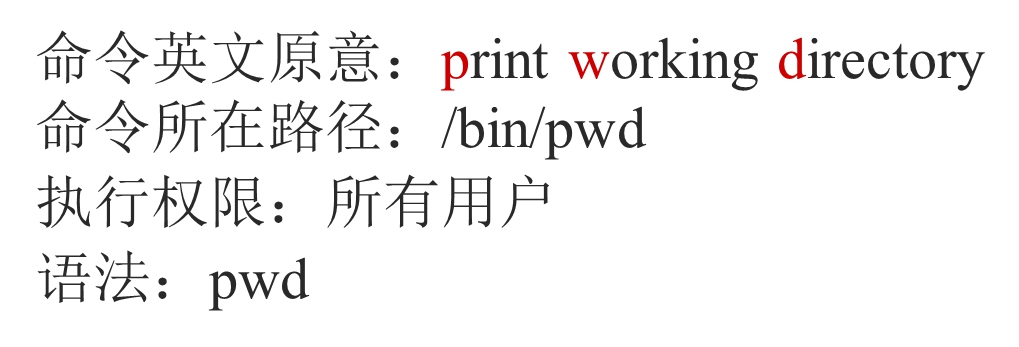 命令英文原意：print working directory
命令所在路径：/bin/pwd
执行权限：所有用户
语法：pwd